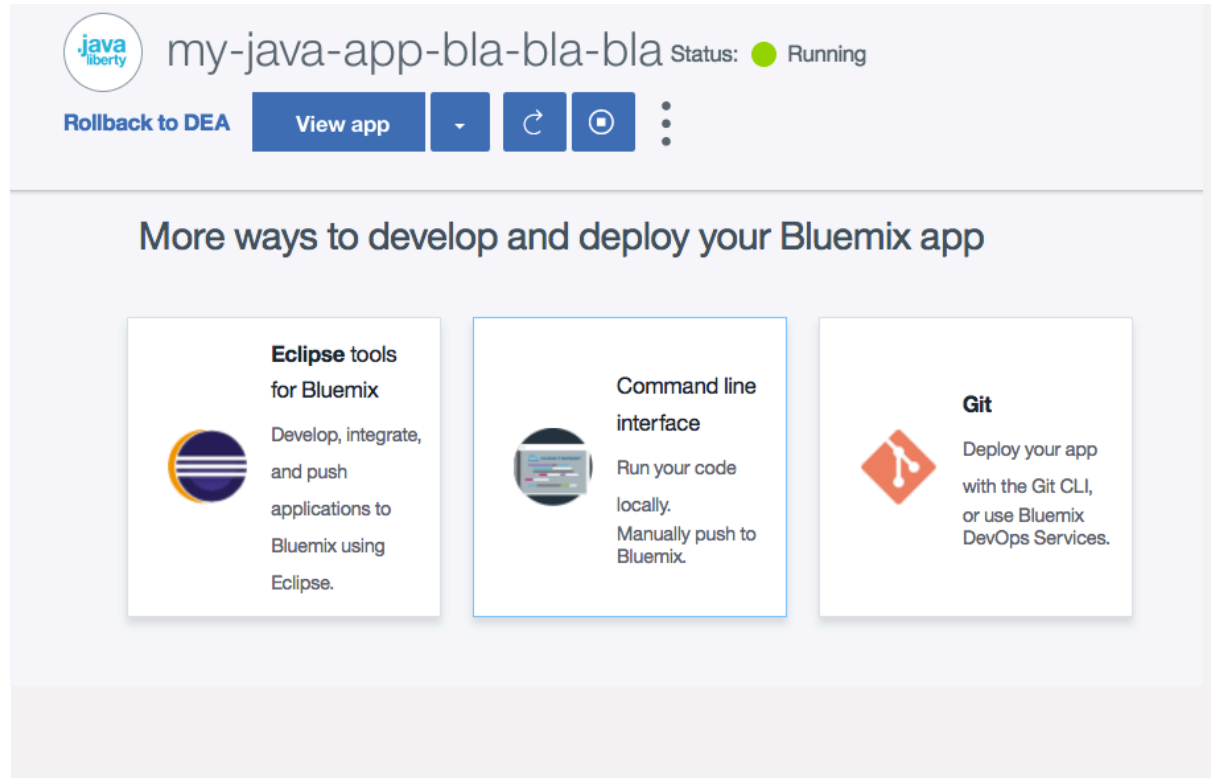 .java
liberty
my-java-app-bla-bla-bla Status: Running
Rollback to DEA View app
More ways to develop and deploy your Bluemix app
Eclipse tools
for Bluemix
Develop, integrate,
and push
applications to
Bluemix using
Eclipse.
Command line
interface
Run your code
locally.
Manually push to
Bluemix.
Git
Deploy your app
with the Git CLI,
or use Bluemix
DevOps Services.